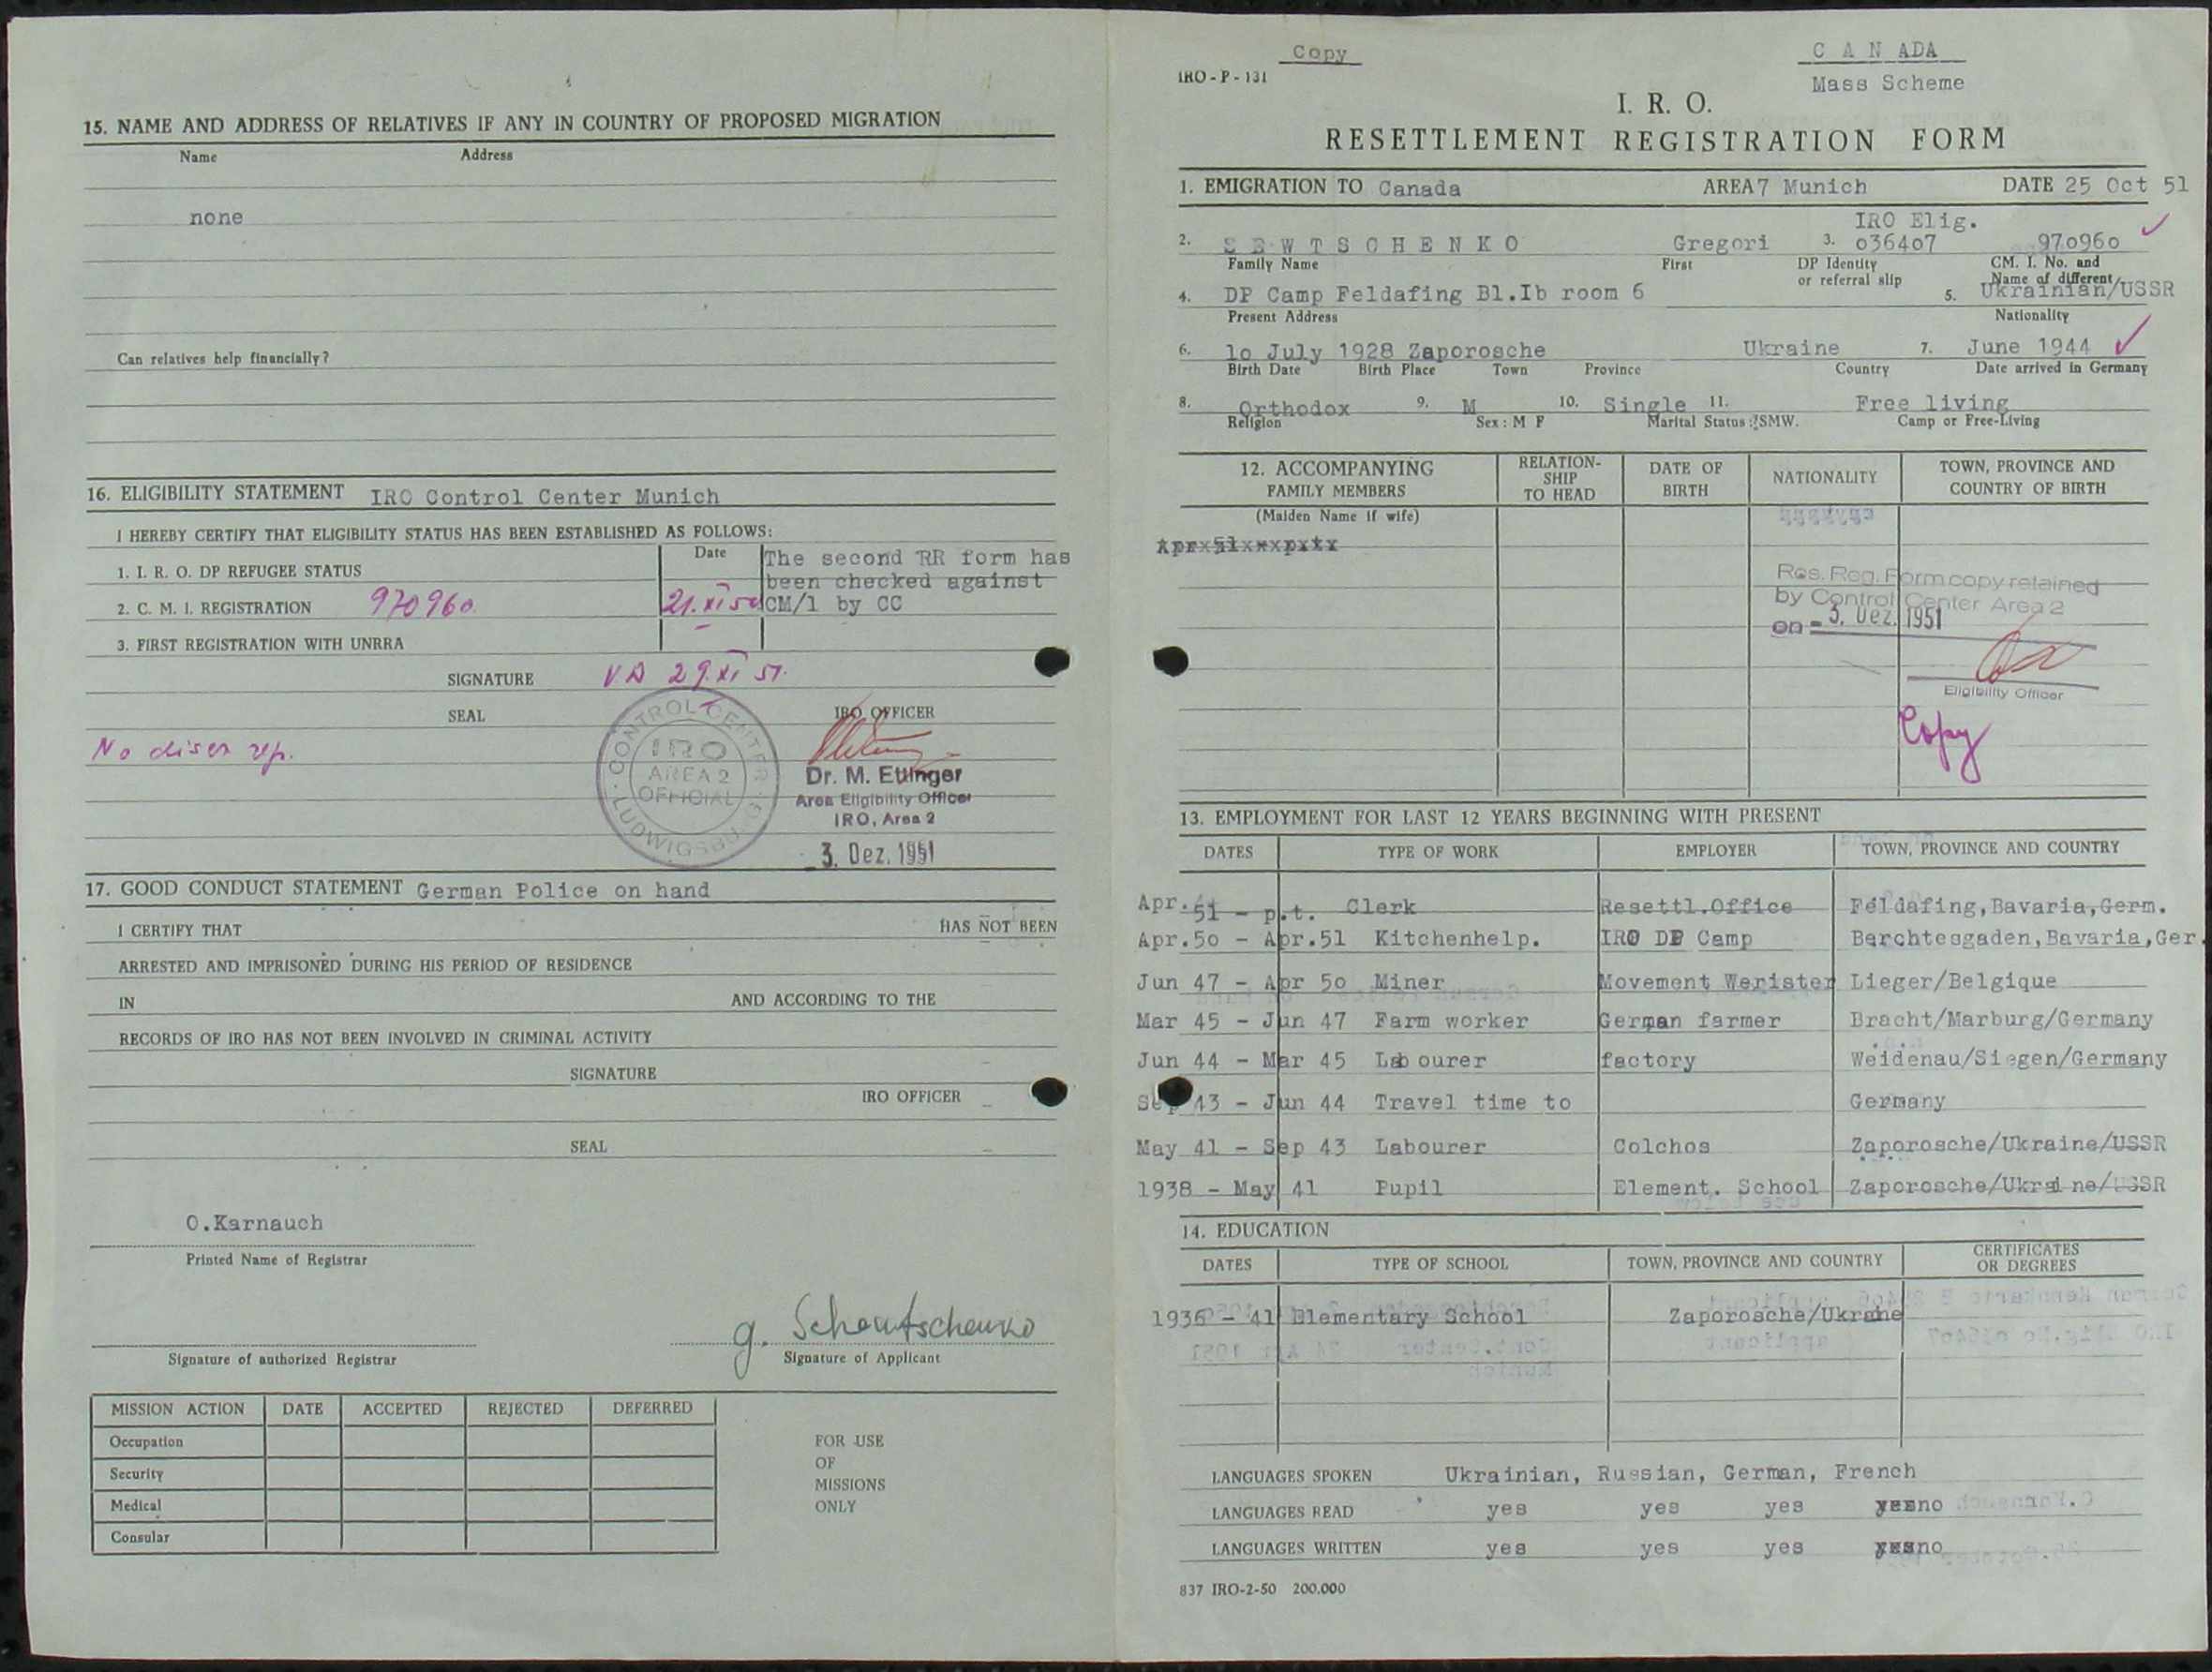 15. NAME AND ADDRESS OF RELATIVES IF ANY IN COUNTRY OF PROPOSED MIGRATION
Name Address
none
Can relatives help financially?
16. ELIGIBILITY STATEMENT IRO Control Center Munich
I HEREBY CERTIFY THAT ELIGIBILITY STATUS HAS BEEN ESTABLISHED AS FOLLOWS:
Date The second RR form has
1. I. R. O. DP REFUGEE STATUS been checked against
2. C. M. I. REGISTRATION 970960. 21.XI 50 CM/1 by CC
3. FIRST REGISTRATION WITH UNRRA
SIGNATURE VD 29.XI 51.
SEAL IRO OFFICER
No discr yp.
CONTROL CENTER
IRO
AREA 2
OFFICIAL
LUDWIGSBURG
Dr. M. Ettinger
Area Eligibility Officer
IRO, Area 2
3. Dez. 1951
17. GOOD CONDUCT STATEMENT German Police on hand
I CERTIFY THAT HAS NOT BEEN
ARRESTED AND IMPRISONED DURING HIS PERIOD OF RESIDENCE
IN AND ACCORDING TO THE
RECORDS OF IRO HAS NOT BEEN INVOLVED IN CRIMINAL ACTIVITY
SIGNATURE
IRO OFFICER
SEAL
O.Karnauch
Printed Name of Registrar
g. Schewtschenko
Signature of authorized Registrar Signature of Applicant
MISSION ACTION DATE ACCEPTED REJECTED DEFERRED
Occupation
Security
Medical
Consular
FOR USE
OF
MISSIONS
ONLY
Copy CANADA
IRO - P - 131 Mass Scheme
I. R. O.
RESETTLEMENT REGISTRATION FORM
1. EMIGRATION TO Canada AREA 7 Munich DATE 25 Oct 51
IRO Elig.
2. SEWTSCHENKO Gregori 3. 036407 970960
Family Name First DP Identity CM. I. No. and
or referral slip Name of different
4. DP Camp Feldafing Bl.Ib room 6 5. Ukrainian/USSR
Present Address Nationality
6. 10 July 1928 Zaporosche Ukraine 7. June 1944
Birth Date Birth Place Town Province Country Date arrived in Germany
8. Orthodox 9. M 10. Single 11. Free living
Religion Sex: M F Marital Status: SMW. Camp or Free-Living
12. ACCOMPANYING FAMILY MEMBERS RELATION-SHIP TO HEAD DATE OF BIRTH NATIONALITY TOWN, PROVINCE AND COUNTRY OF BIRTH
(Maiden Name if wife)
Res. Reg. Form copy retained
by Control Center Area 2
on - 3. Dez. 1951
Eligibility Officer
Copy
13. EMPLOYMENT FOR LAST 12 YEARS BEGINNING WITH PRESENT
DATES TYPE OF WORK EMPLOYER TOWN, PROVINCE AND COUNTRY
Apr.51 - p.t. Clerk Resettl.Office Feldafing,Bavaria,Germ.
Apr.50 - Apr.51 Kitchenhelp. IRO DP Camp Berchtesgaden,Bavaria,Ger.
Jun 47 - Apr 50 Miner Movement Werister Lieger/Belgique
Mar 45 - Jun 47 Farm worker German farmer Bracht/Marburg/Germany
Jun 44 - Mar 45 Labourer factory Weidenau/Siegen/Germany
Sep 43 - Jun 44 Travel time to Germany
May 41 - Sep 43 Labourer Colchos Zaporosche/Ukraine/USSR
1938 - May 41 Pupil Element. School Zaporosche/Ukraine/USSR
14. EDUCATION
DATES TYPE OF SCHOOL TOWN, PROVINCE AND COUNTRY CERTIFICATES OR DEGREES
1936 - 41 Elementary School Zaporosche/Ukraine
LANGUAGES SPOKEN Ukrainian, Russian, German, French
LANGUAGES READ yes yes yes no
LANGUAGES WRITTEN yes yes yes no
837 IRO-2-50 200.000